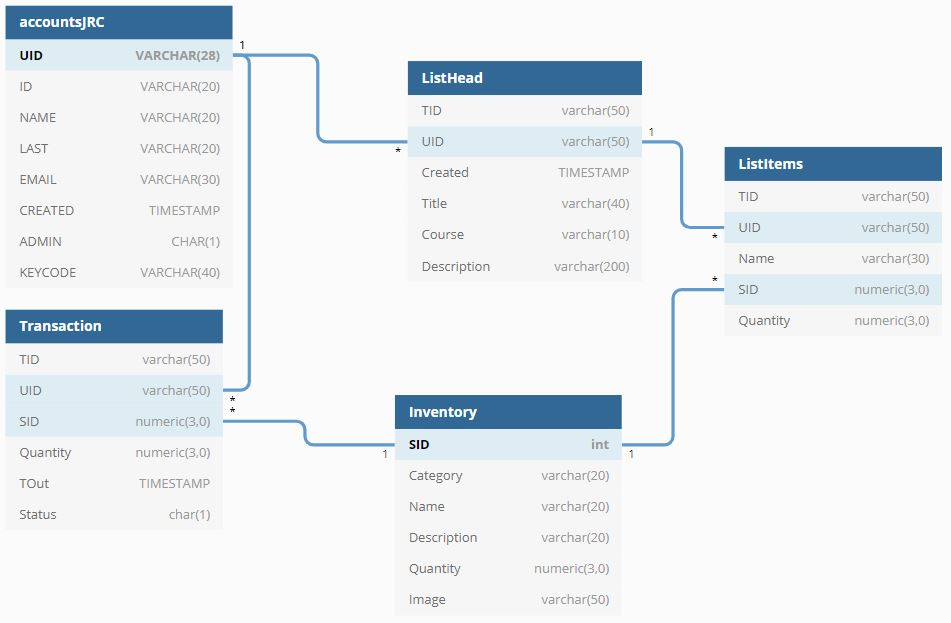 accountsJRC
UID VARCHAR(28)
ID VARCHAR(20)
NAME VARCHAR(20)
LAST VARCHAR(20)
EMAIL VARCHAR(30)
CREATED TIMESTAMP
ADMIN CHAR(1)
KEYCODE VARCHAR(40)
1
*
ListHead
TID varchar(50)
UID varchar(50)
Created TIMESTAMP
Title varchar(40)
Course varchar(10)
Description varchar(200)
1
*
*
ListItems
TID varchar(50)
UID varchar(50)
Name varchar(30)
SID numeric(3,0)
Quantity numeric(3,0)
Transaction
TID varchar(50)
UID varchar(50)
SID numeric(3,0)
Quantity numeric(3,0)
TOut TIMESTAMP
Status char(1)
*
*
1
1
Inventory
SID int
Category varchar(20)
Name varchar(20)
Description varchar(20)
Quantity numeric(3,0)
Image varchar(50)